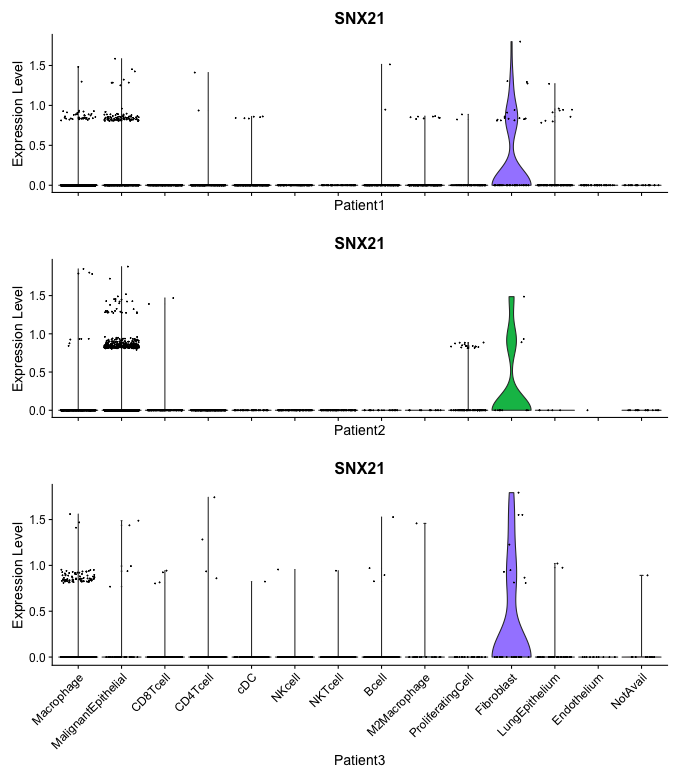 SNX21
Expression Level
1.5
1.0
0.5
0.0
Patient1
SNX21
Expression Level
1.5
1.0
0.5
0.0
Patient2
SNX21
Expression Level
1.5
1.0
0.5
0.0
Macrophage
MalignantEpithelial
CD8Tcell
CD4Tcell
cDC
NKcell
NKTcell
Bcell
M2Macrophage
ProliferatingCell
Fibroblast
LungEpithelium
Endothelium
NotAvail
Patient3